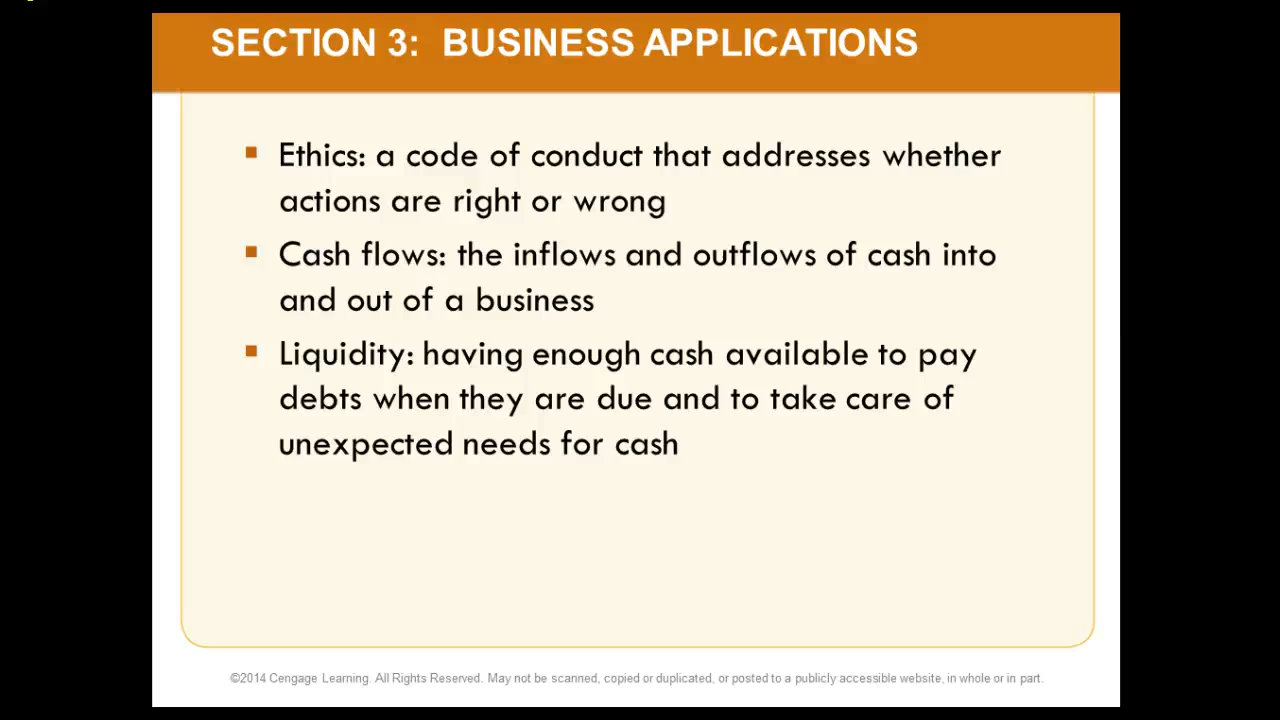 SECTION 3: BUSINESS APPLICATIONS
Ethics: a code of conduct that addresses whether
actions are right or wrong
Cash flows: the inflows and outflows of cash into
and out of a business
Liquidity: having enough cash available to pay
debts when they are due and to take care of
unexpected needs for cash
©2014 Cengage Learning. All Rights Reserved. May not be scanned, copied or duplicated, or posted to a publicly accessible website, in whole or in part.